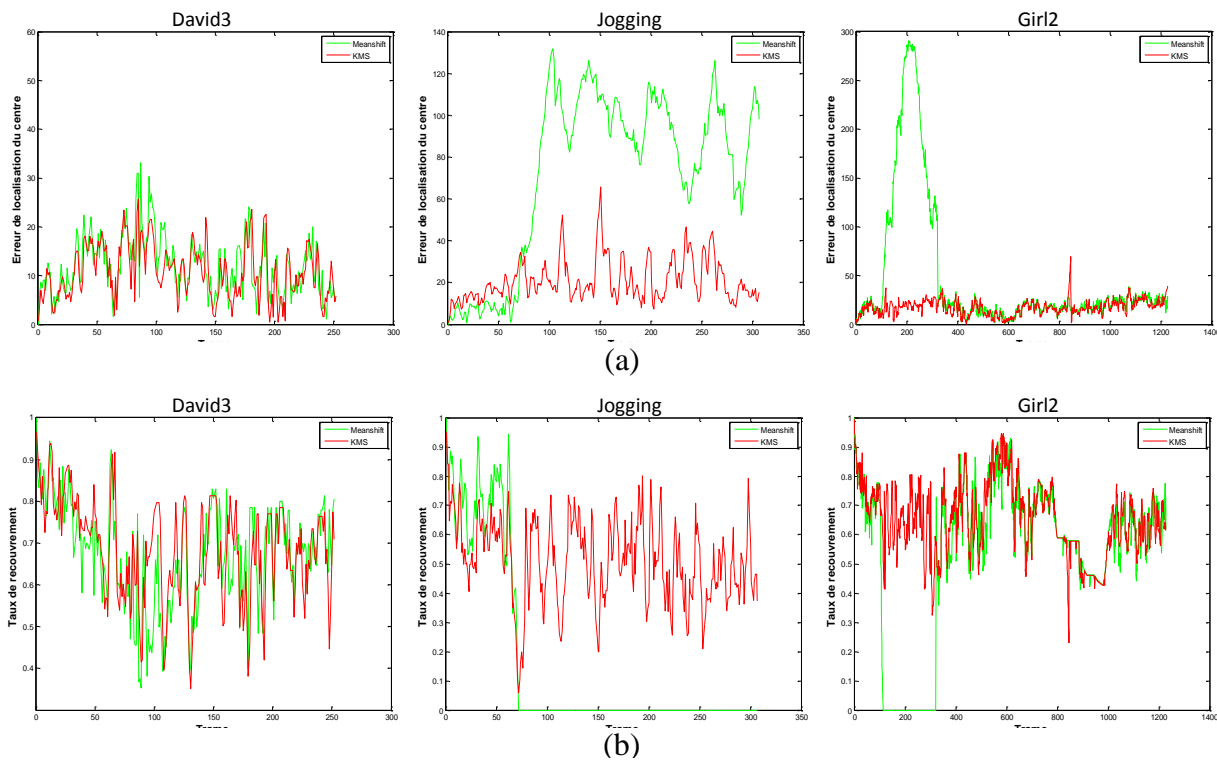 David3
Jogging
Girl2
Erreur de localisation du centre
60
50
40
30
20
10
0
Meanshift
KMS
0 50 100 150 200 250 300
Erreur de localisation du centre
140
120
100
80
60
40
20
0
Meanshift
KMS
0 50 100 150 200 250 300 350
Erreur de localisation du centre
300
250
200
150
100
50
0
Meanshift
KMS
0 200 400 600 800 1000 1200 1400
(a)
David3
Jogging
Girl2
Taux de recouvrement
1
0.9
0.8
0.7
0.6
0.5
0.4
Meanshift
KMS
0 50 100 150 200 250 300
Taux de recouvrement
1
0.9
0.8
0.7
0.6
0.5
0.4
0.3
0.2
0.1
0
Meanshift
KMS
0 50 100 150 200 250 300 350
Taux de recouvrement
1
0.9
0.8
0.7
0.6
0.5
0.4
0.3
0.2
0.1
0
Meanshift
KMS
0 200 400 600 800 1000 1200 1400
(b)